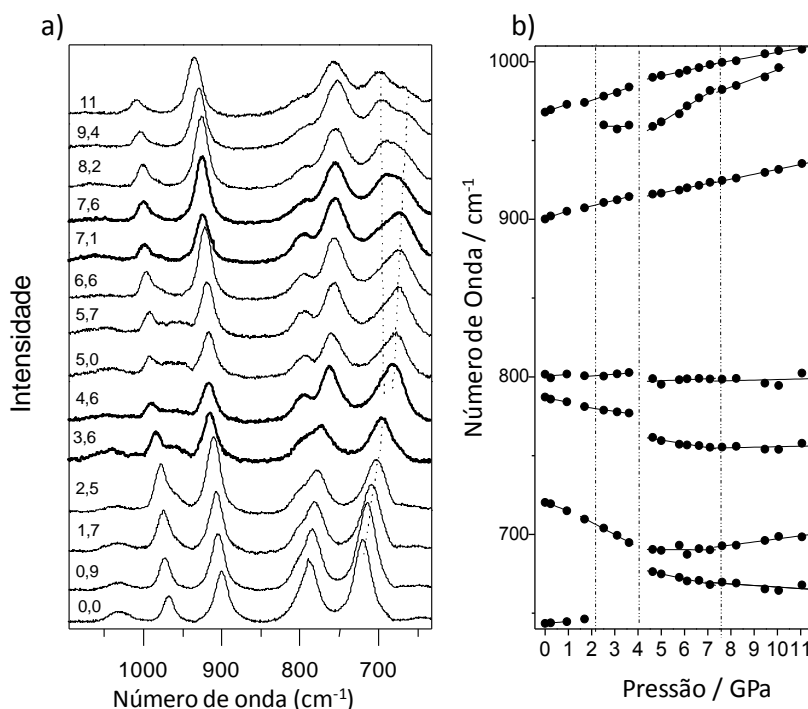 a)
11
9,4
8,2
7,6
7,1
6,6
5,7
5,0
4,6
3,6
2,5
1,7
0,9
0,0
Intensidade
1000 900 800 700
Número de onda (cm-1)
b)
1000
900
800
700
Número de Onda / cm-1
0 1 2 3 4 5 6 7 8 9 10 11
Pressão / GPa